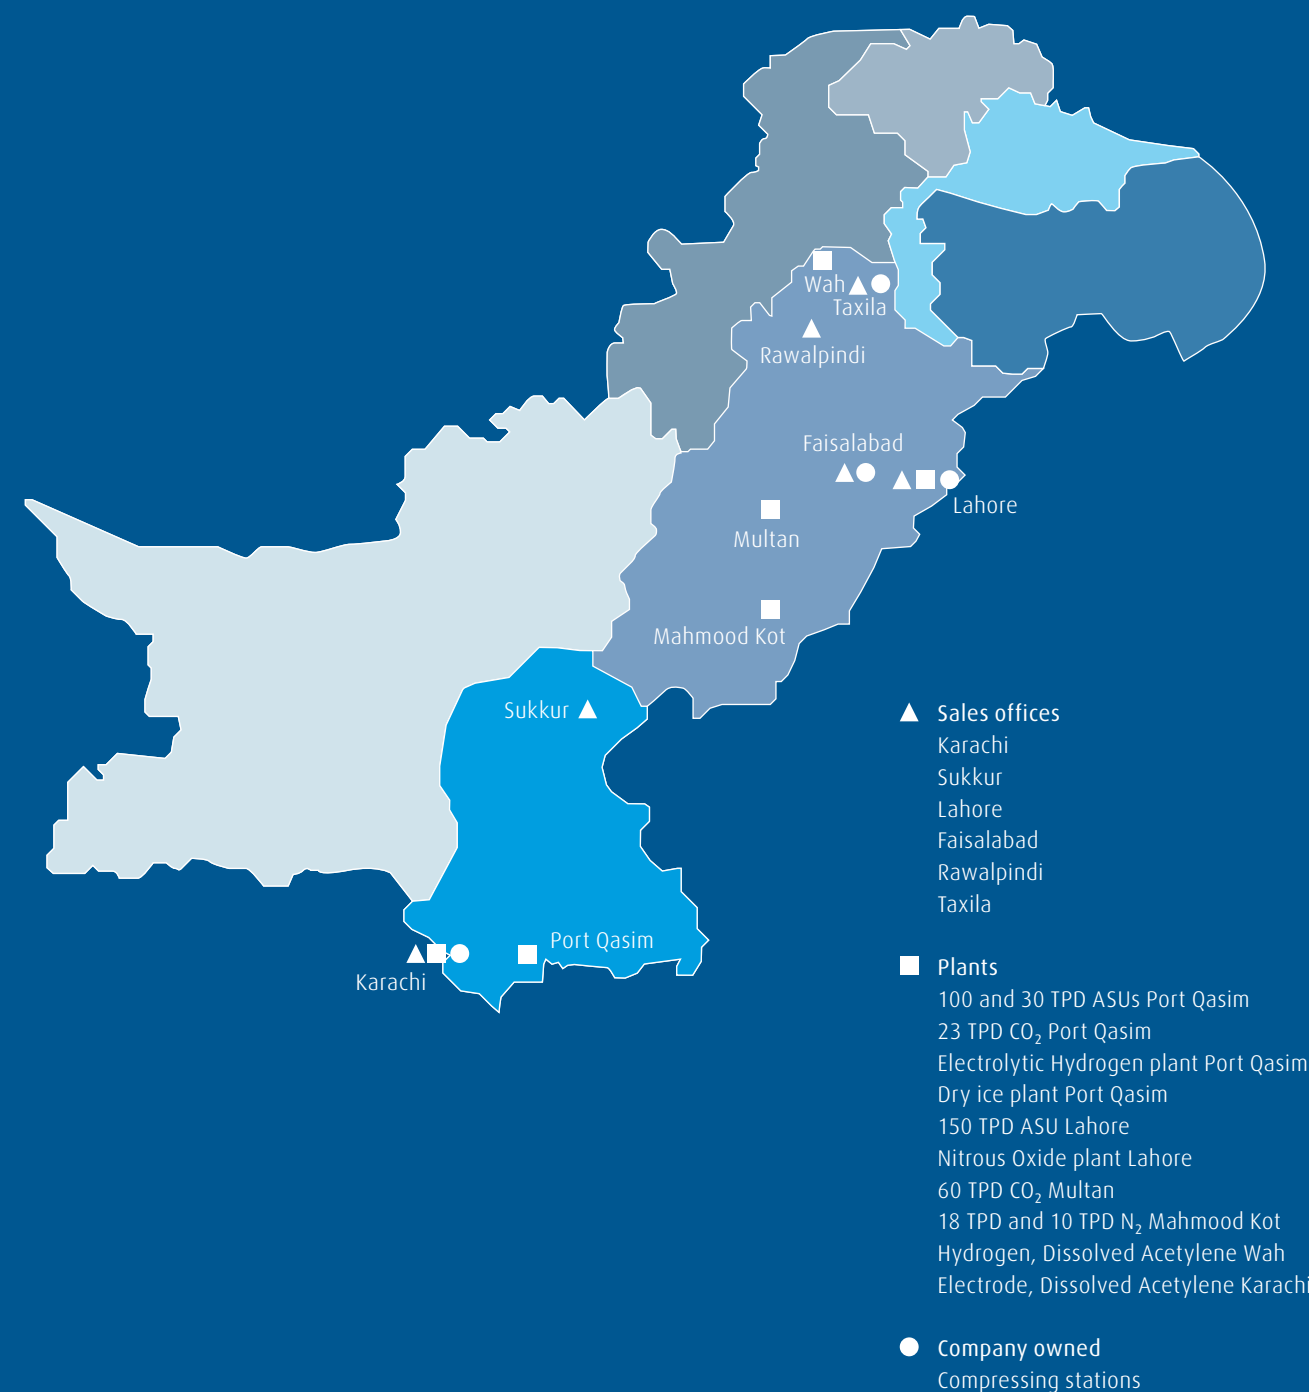 Wah
Taxila
Rawalpindi
Faisalabad
Lahore
Multan
Mahmood Kot
Sukkur
Port Qasim
Karachi
Sales offices
Karachi
Sukkur
Lahore
Faisalabad
Rawalpindi
Taxila
Plants
100 and 30 TPD ASUs Port Qasim
23 TPD CO₂ Port Qasim
Electrolytic Hydrogen plant Port Qasim
Dry ice plant Port Qasim
150 TPD ASU Lahore
Nitrous Oxide plant Lahore
60 TPD CO₂ Multan
18 TPD and 10 TPD N₂ Mahmood Kot
Hydrogen, Dissolved Acetylene Wah
Electrode, Dissolved Acetylene Karachi
Company owned
Compressing stations